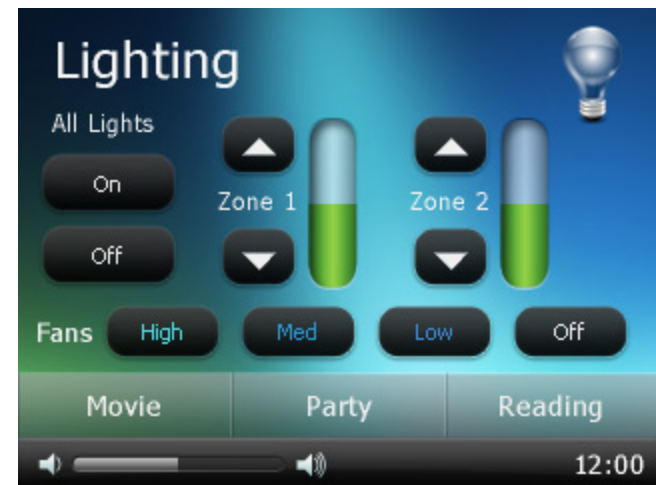 Lighting
All Lights
On
Zone 1 Zone 2
Off
Fans High Med Low Off
Movie Party Reading
12:00